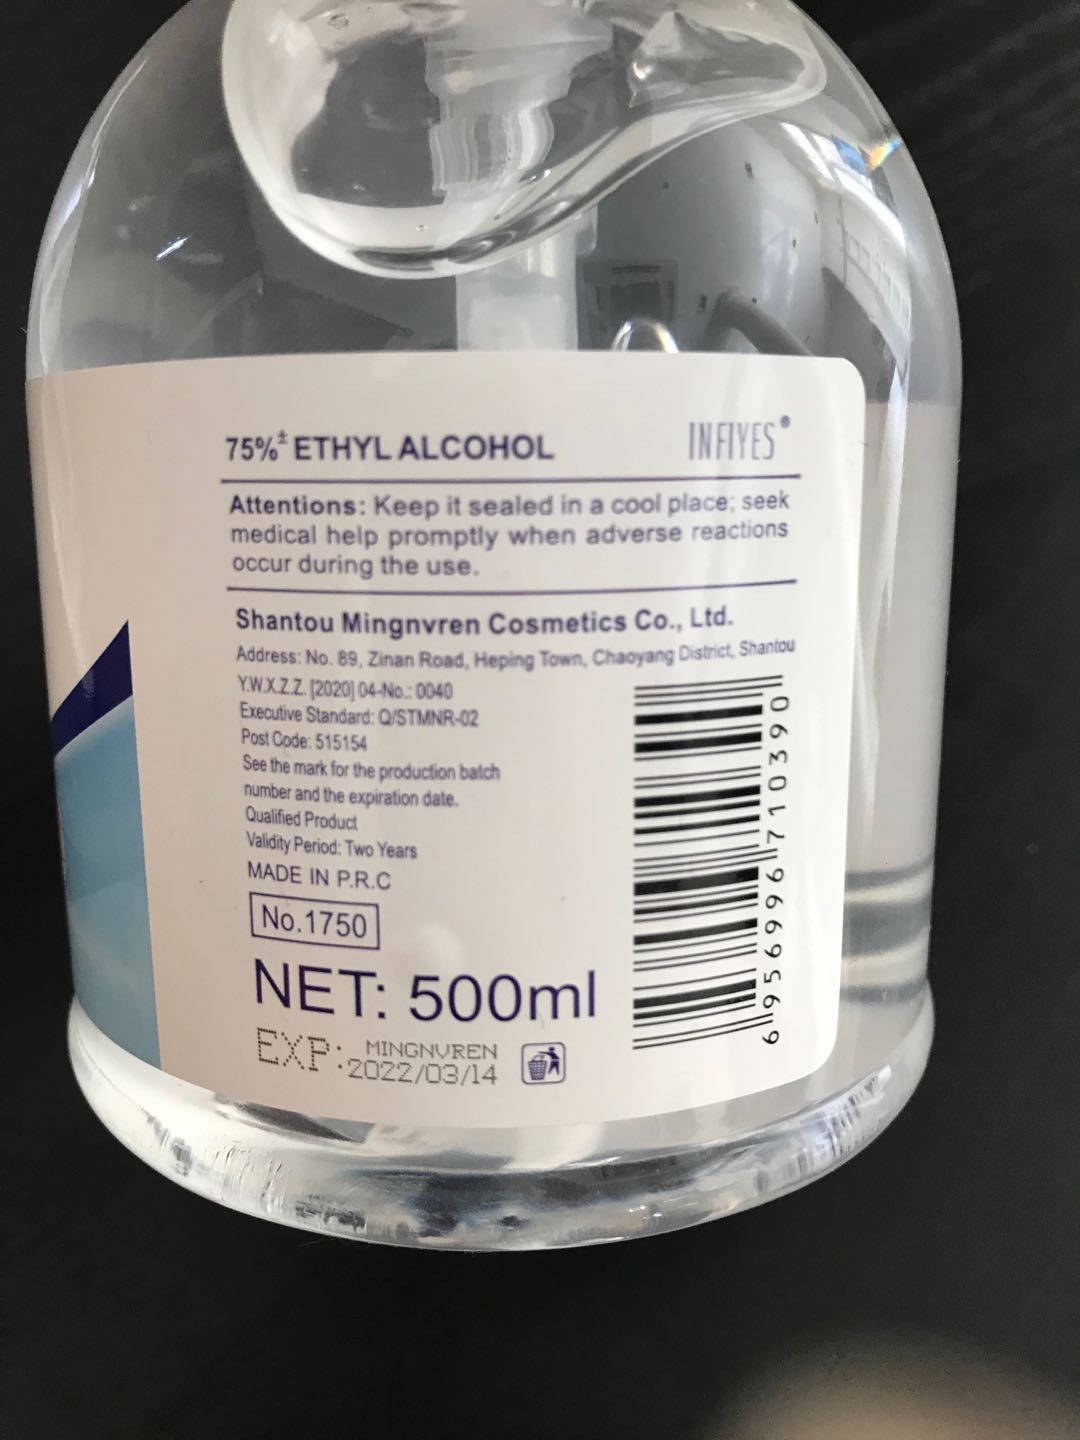 75%± ETHYL ALCOHOL
INFIYES®
Attentions: Keep it sealed in a cool place; seek
medical help promptly when adverse reactions
occur during the use.
Shantou Mingnvren Cosmetics Co., Ltd.
Address: No. 89, Zinan Road, Heping Town, Chaoyang District, Shantou
Y.W.X.Z.Z. [2020] 04-No.: 0040
Executive Standard: Q/STMNR-02
Post Code: 515154
See the mark for the production batch
number and the expiration date.
Qualified Product
Validity Period: Two Years
MADE IN P.R.C
No.1750
NET: 500ml
EXP: MINGNVREN
2022/03/14
6 956996 710390